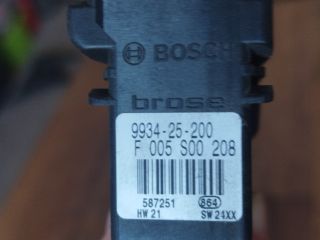 BOSCH
brose
9934-25-200
F 005 S00 208
587251 864
HW 21 SW 24XX